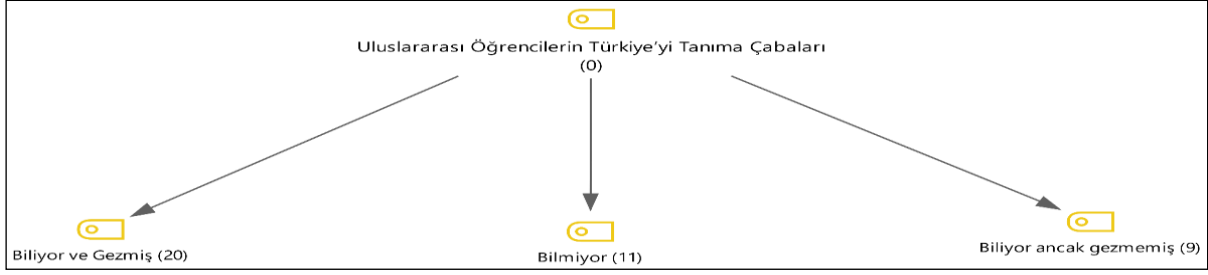 Uluslararası Öğrencilerin Türkiye'yi Tanıma Çabaları
(0)
Biliyor ve Gezmiş (20)
Bilmiyor (11)
Biliyor ancak gezmemiş (9)